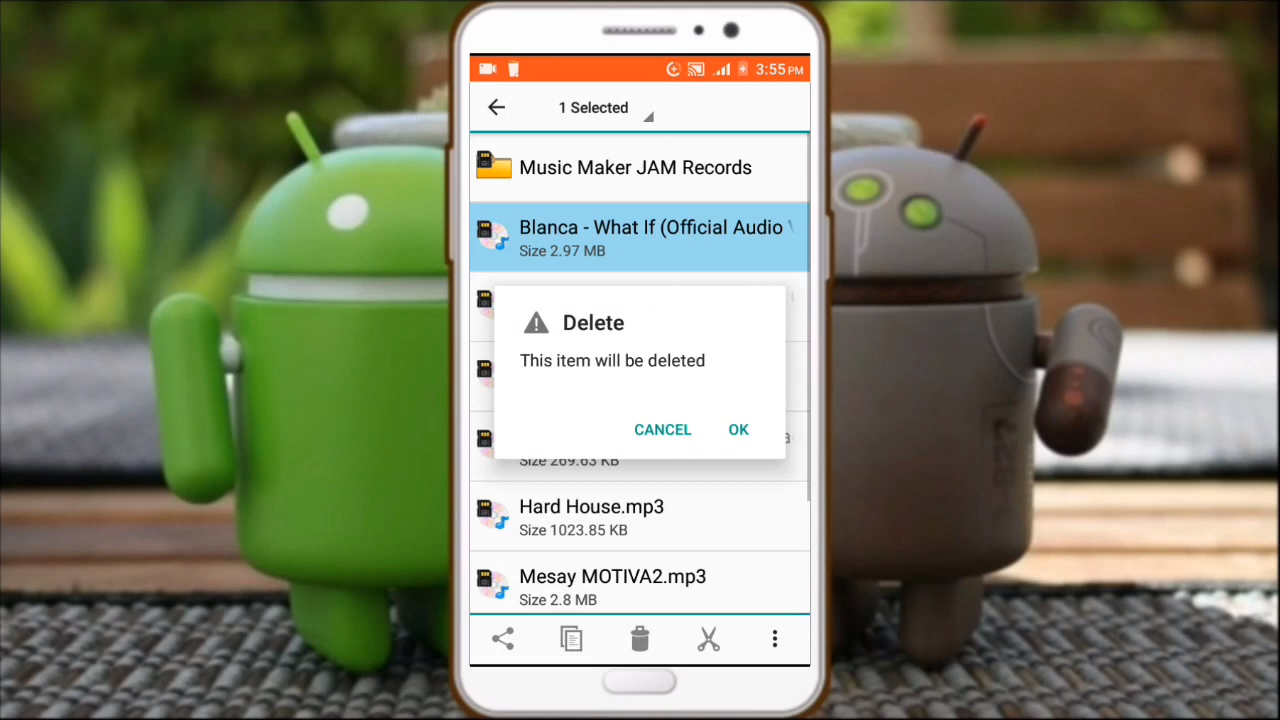 3:55 PM
1 Selected
Music Maker JAM Records
Blanca - What If (Official Audio
Size 2.97 MB
Delete
This item will be deleted
CANCEL OK
Size 269.63 KB
Hard House.mp3
Size 1023.85 KB
Mesay MOTIVA2.mp3
Size 2.8 MB